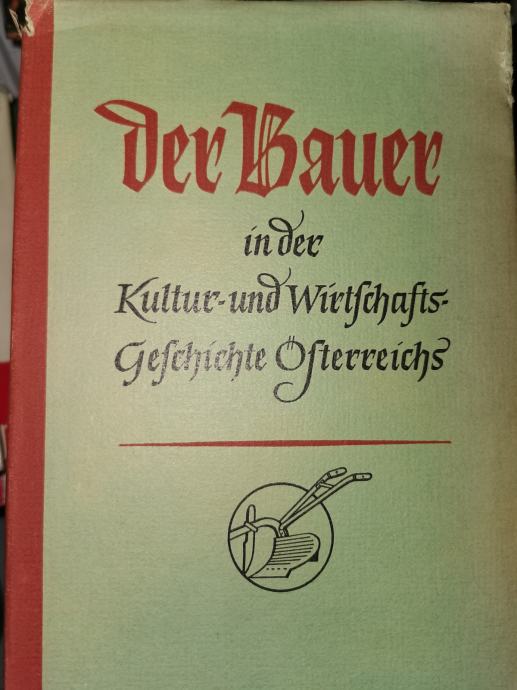 der Bauer
in der
Kultur-und Wirtſchafts-
Geſchichte Öſterreichs